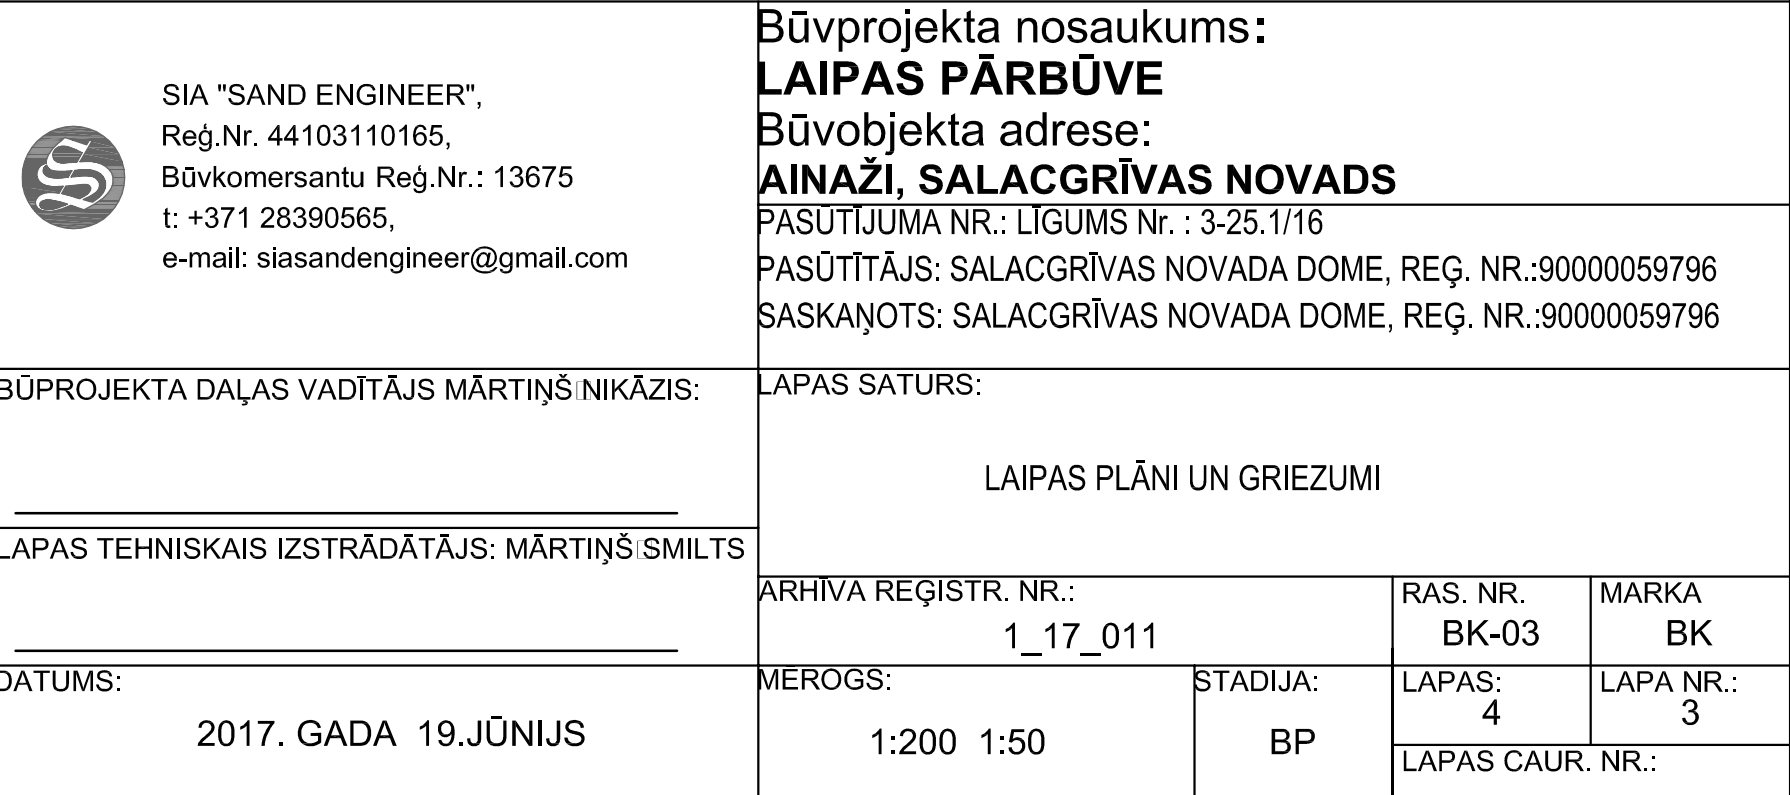 SIA "SAND ENGINEER",
Reģ.Nr. 44103110165,
Būvkomersantu Reģ.Nr.: 13675
t: +371 28390565,
e-mail: siasandengineer@gmail.com
Būvprojekta nosaukums:
LAIPAS PĀRBŪVE
Būvobjekta adrese:
AINAŽI, SALACGRĪVAS NOVADS
PASŪTĪJUMA NR.: LĪGUMS Nr. : 3-25.1/16
PASŪTĪTĀJS: SALACGRĪVAS NOVADA DOME, REĢ. NR.:90000059796
SASKAŅOTS: SALACGRĪVAS NOVADA DOME, REĢ. NR.:90000059796
BŪPROJEKTA DAĻAS VADĪTĀJS MĀRTIŅŠ NIKĀZIS:
LAPAS SATURS:
LAIPAS PLĀNI UN GRIEZUMI
LAPAS TEHNISKAIS IZSTRĀDĀTĀJS: MĀRTIŅŠ SMILTS
ARHĪVA REĢISTR. NR.:
1_17_011
RAS. NR.
BK-03
MARKA
BK
DATUMS:
2017. GADA 19.JŪNIJS
MĒROGS:
1:200 1:50
STADIJA:
BP
LAPAS:
4
LAPA NR.:
3
LAPAS CAUR. NR.: